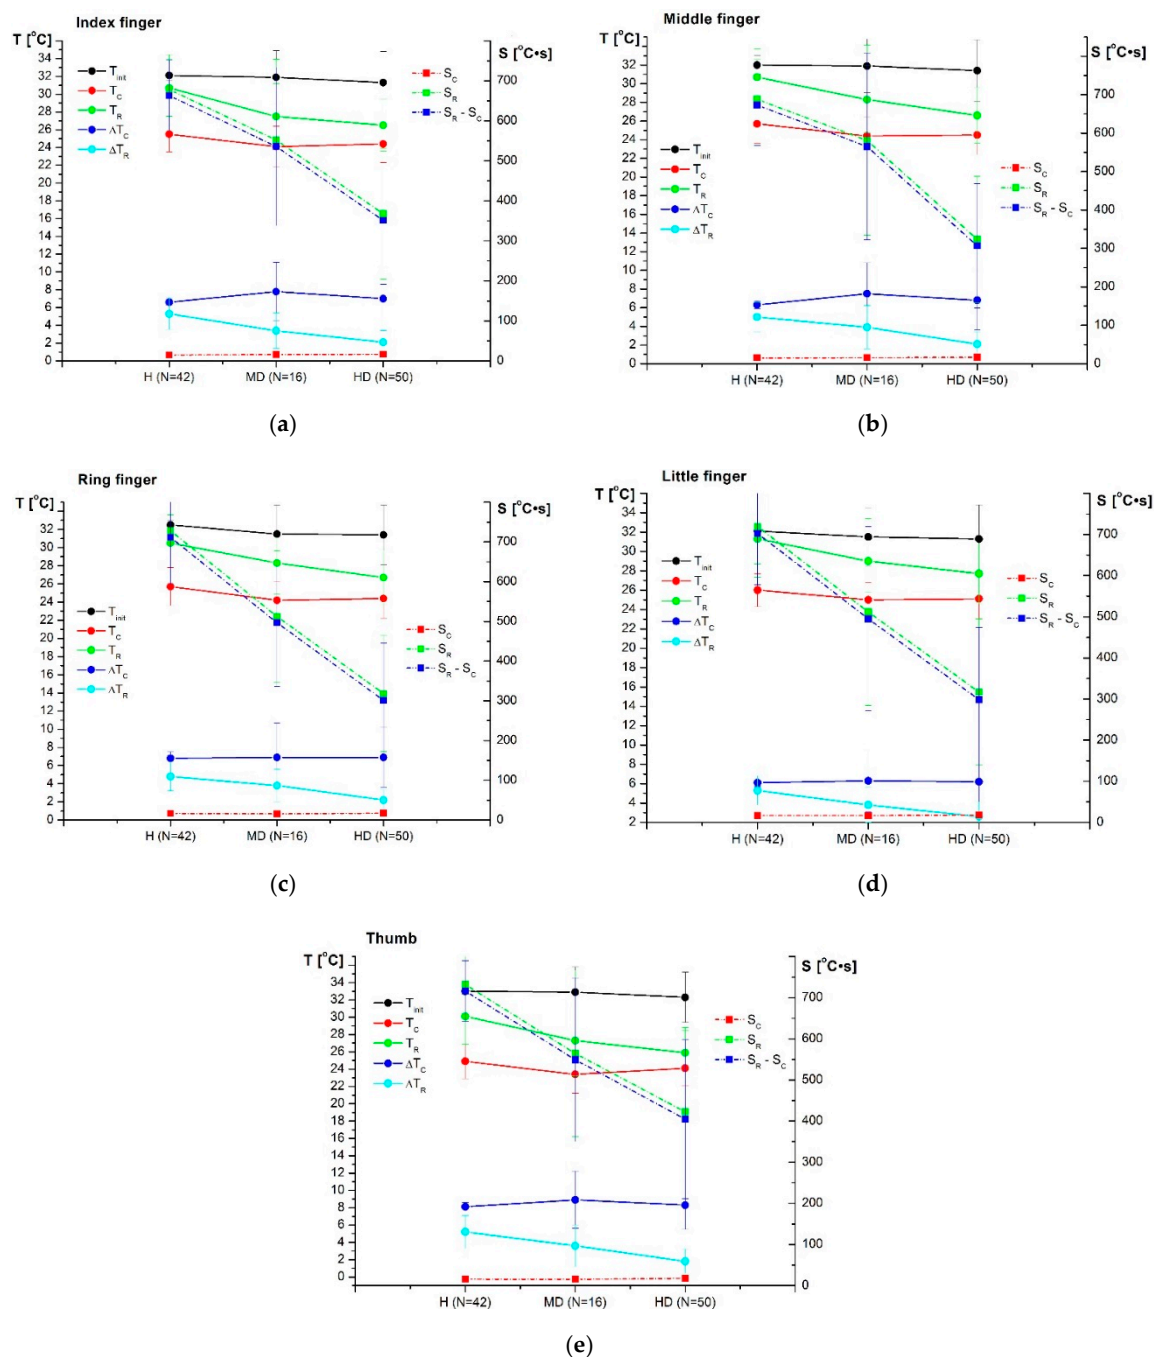 Index finger
T [°C]
S [°C•s]
34
32
30
28
26
24
22
20
18
16
14
12
10
8
6
4
2
0
700
600
500
400
300
200
100
0
T_init
T_C
T_R
ΔT_C
ΔT_R
S_C
S_R
S_R - S_C
H (N=42) MD (N=16) HD (N=50)
(a)
Middle finger
T [°C]
S [°C•s]
32
30
28
26
24
22
20
18
16
14
12
10
8
6
4
2
0
800
700
600
500
400
300
200
100
0
T_init
T_C
T_R
ΔT_C
ΔT_R
S_C
S_R
S_R - S_C
H (N=42) MD (N=16) HD (N=50)
(b)
Ring finger
T [°C]
S [°C•s]
32
30
28
26
24
22
20
18
16
14
12
10
8
6
4
2
0
700
600
500
400
300
200
100
0
T_init
T_C
T_R
ΔT_C
ΔT_R
S_C
S_R
S_R - S_C
H (N=42) MD (N=16) HD (N=50)
(c)
Little finger
T [°C]
S [°C•s]
34
32
30
28
26
24
22
20
18
16
14
12
10
8
6
4
2
700
600
500
400
300
200
100
0
T_init
T_C
T_R
ΔT_C
ΔT_R
S_C
S_R
S_R - S_C
H (N=42) MD (N=16) HD (N=50)
(d)
Thumb
T [°C]
S [°C•s]
34
32
30
28
26
24
22
20
18
16
14
12
10
8
6
4
2
0
700
600
500
400
300
200
100
0
T_init
T_C
T_R
ΔT_C
ΔT_R
S_C
S_R
S_R - S_C
H (N=42) MD (N=16) HD (N=50)
(e)